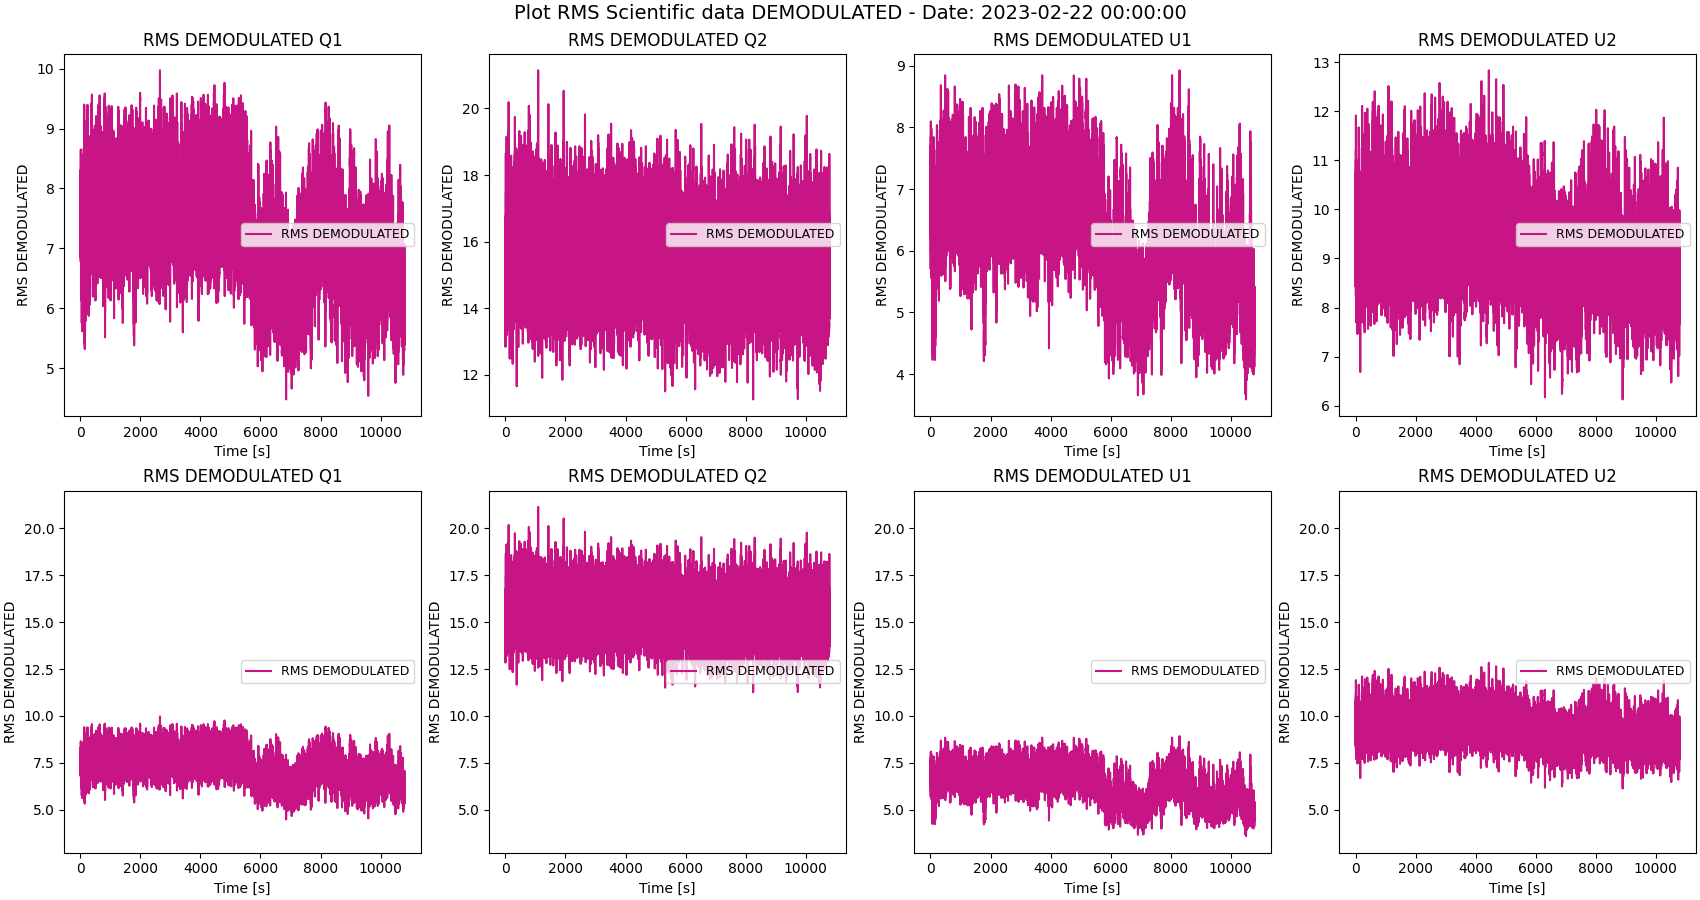 Plot RMS Scientific data DEMODULATED - Date: 2023-02-22 00:00:00
RMS DEMODULATED Q1
RMS DEMODULATED
10
9
8
7
6
5
RMS DEMODULATED
0 2000 4000 6000 8000 10000
Time [s]
RMS DEMODULATED Q2
RMS DEMODULATED
20
18
16
14
12
RMS DEMODULATED
0 2000 4000 6000 8000 10000
Time [s]
RMS DEMODULATED U1
RMS DEMODULATED
9
8
7
6
5
4
RMS DEMODULATED
0 2000 4000 6000 8000 10000
Time [s]
RMS DEMODULATED U2
RMS DEMODULATED
13
12
11
10
9
8
7
6
RMS DEMODULATED
0 2000 4000 6000 8000 10000
Time [s]
RMS DEMODULATED Q1
RMS DEMODULATED
20.0
17.5
15.0
12.5
10.0
7.5
5.0
RMS DEMODULATED
0 2000 4000 6000 8000 10000
Time [s]
RMS DEMODULATED Q2
RMS DEMODULATED
20.0
17.5
15.0
12.5
10.0
7.5
5.0
RMS DEMODULATED
0 2000 4000 6000 8000 10000
Time [s]
RMS DEMODULATED U1
RMS DEMODULATED
20.0
17.5
15.0
12.5
10.0
7.5
5.0
RMS DEMODULATED
0 2000 4000 6000 8000 10000
Time [s]
RMS DEMODULATED U2
RMS DEMODULATED
20.0
17.5
15.0
12.5
10.0
7.5
5.0
RMS DEMODULATED
0 2000 4000 6000 8000 10000
Time [s]